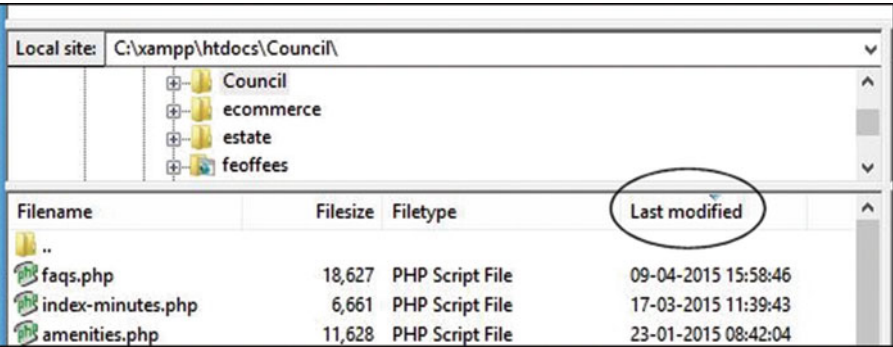 Local site: C:\xampp\htdocs\Council\
Council
ecommerce
estate
feoffees
Filename Filesize Filetype Last modified
..
faqs.php 18,627 PHP Script File 09-04-2015 15:58:46
index-minutes.php 6,661 PHP Script File 17-03-2015 11:39:43
amenities.php 11,628 PHP Script File 23-01-2015 08:42:04